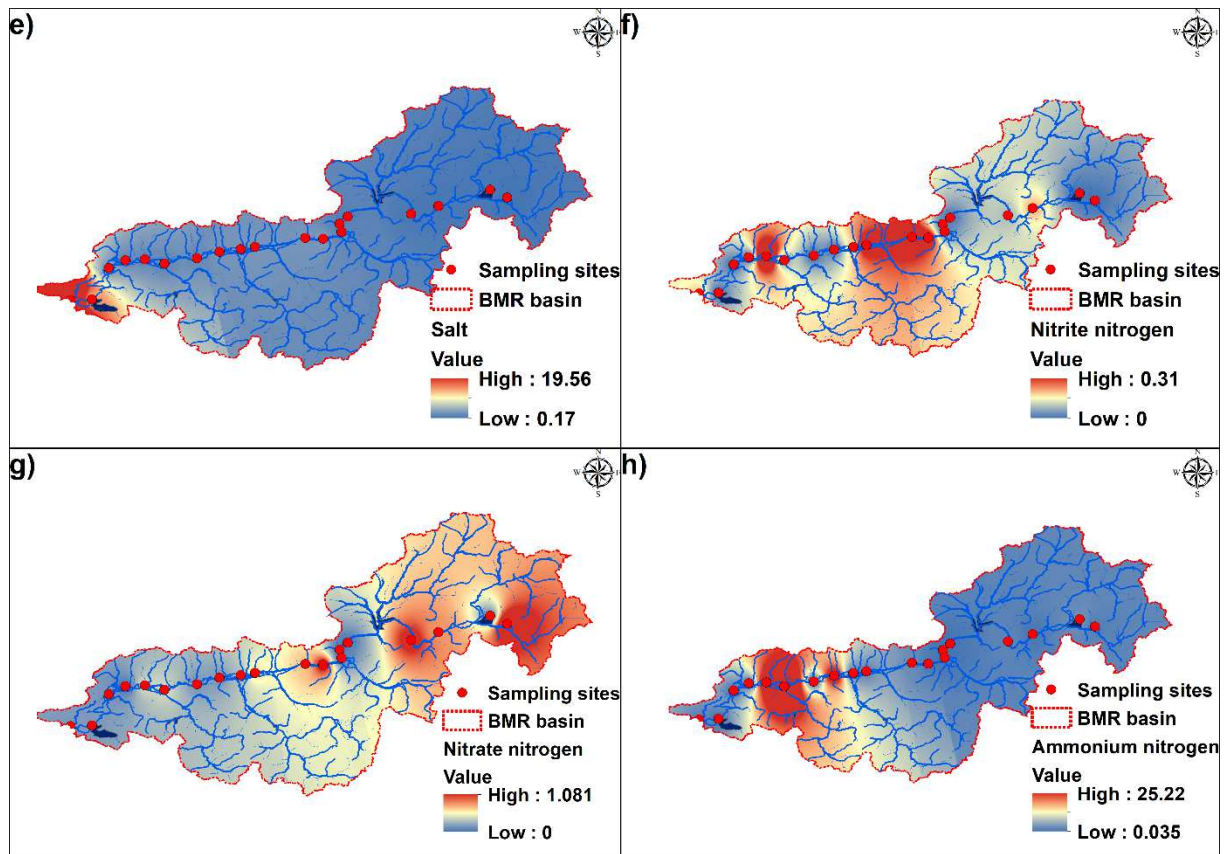 e)
N
W
E
S
Sampling sites
BMR basin
Salt
Value
High : 19.56
Low : 0.17
f)
N
W
E
S
Sampling sites
BMR basin
Nitrite nitrogen
Value
High : 0.31
Low : 0
g)
N
W
E
S
Sampling sites
BMR basin
Nitrate nitrogen
Value
High : 1.081
Low : 0
h)
N
W
E
S
Sampling sites
BMR basin
Ammonium nitrogen
Value
High : 25.22
Low : 0.035